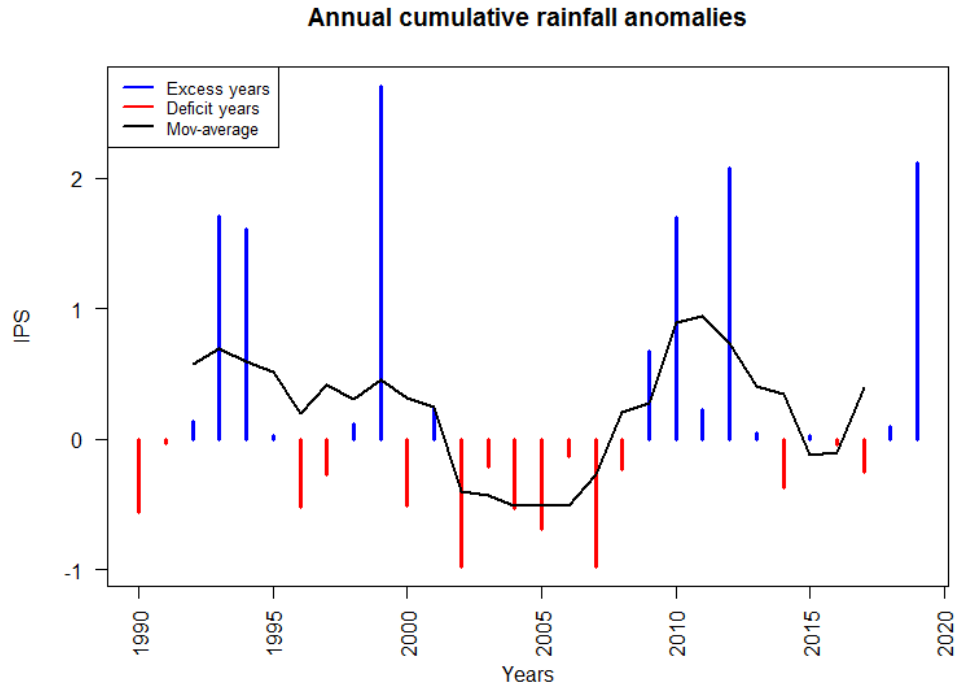 Annual cumulative rainfall anomalies
Excess years
Deficit years
Mov-average
2
1
0
-1
IPS
1990
1995
2000
2005
2010
2015
2020
Years